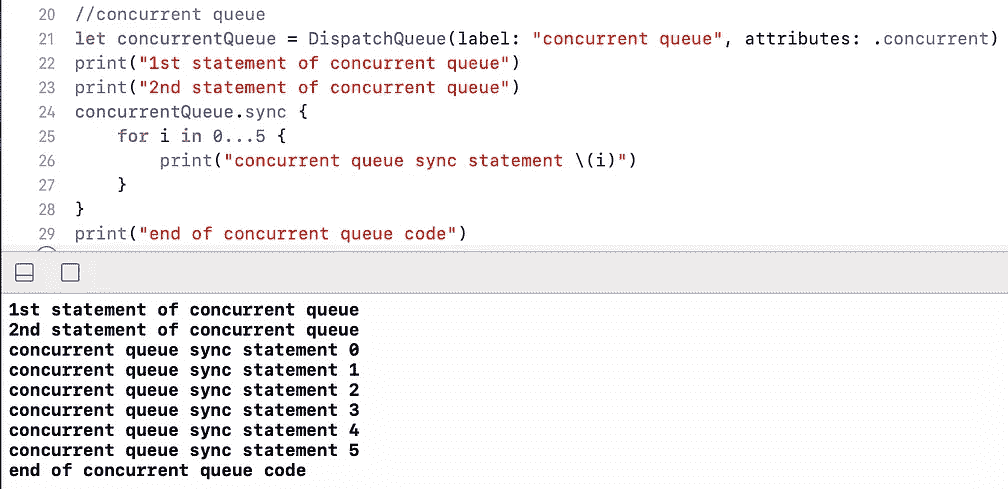 20 //concurrent queue
21 let concurrentQueue = DispatchQueue(label: "concurrent queue", attributes: .concurrent)
22 print("1st statement of concurrent queue")
23 print("2nd statement of concurrent queue")
24 concurrentQueue.sync {
25     for i in 0...5 {
26         print("concurrent queue sync statement \(i)")
27     }
28 }
29 print("end of concurrent queue code")
1st statement of concurrent queue
2nd statement of concurrent queue
concurrent queue sync statement 0
concurrent queue sync statement 1
concurrent queue sync statement 2
concurrent queue sync statement 3
concurrent queue sync statement 4
concurrent queue sync statement 5
end of concurrent queue code